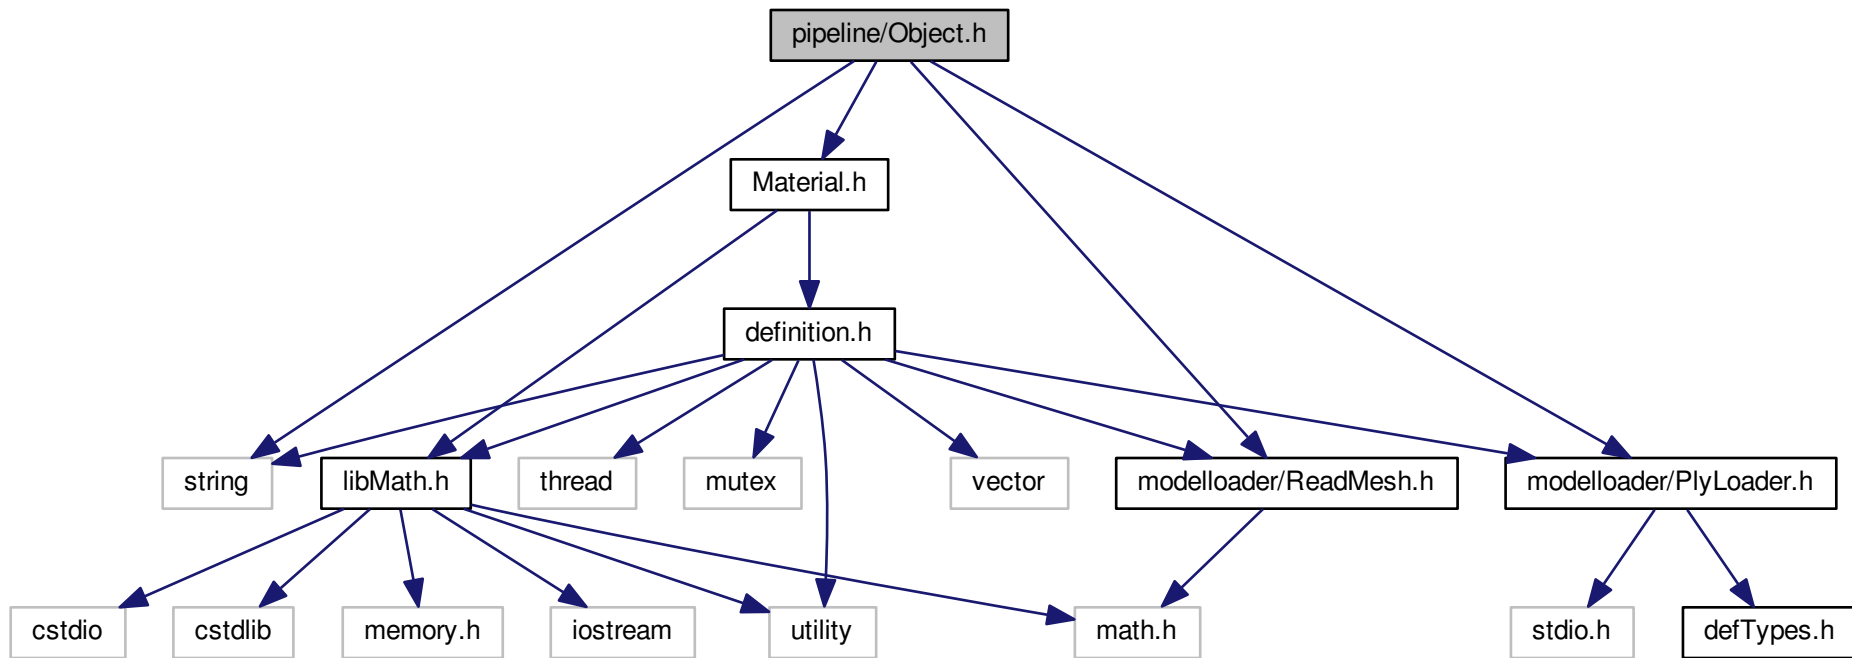 pipeline/Object.h
Material.h
definition.h
string
libMath.h
thread
mutex
vector
modelloader/ReadMesh.h
modelloader/PlyLoader.h
cstdio
cstdlib
memory.h
iostream
utility
math.h
stdio.h
defTypes.h